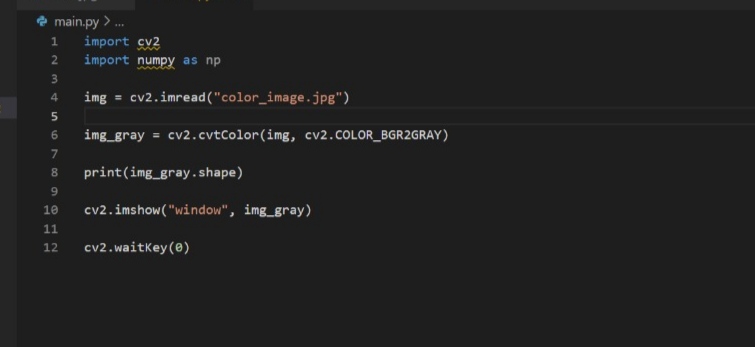 main.py > ...
1 import cv2
2 import numpy as np
3
4 img = cv2.imread("color_image.jpg")
5
6 img_gray = cv2.cvtColor(img, cv2.COLOR_BGR2GRAY)
7
8 print(img_gray.shape)
9
10 cv2.imshow("window", img_gray)
11
12 cv2.waitKey(0)